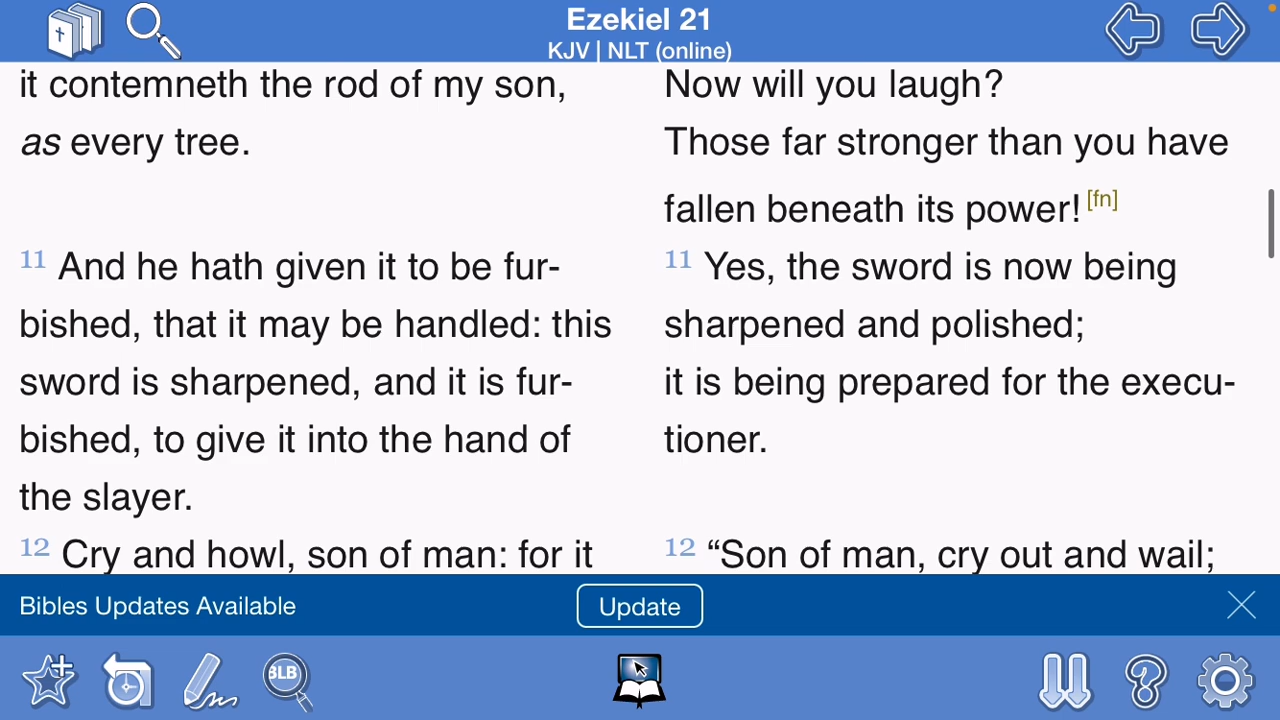 Ezekiel 21
KJV | NLT (online)
it contemneth the rod of my son,
as every tree.
11 And he hath given it to be fur-
bished, that it may be handled: this
sword is sharpened, and it is fur-
bished, to give it into the hand of
the slayer.
12 Cry and howl, son of man: for it
Now will you laugh?
Those far stronger than you have
fallen beneath its power! [fn]
11 Yes, the sword is now being
sharpened and polished;
it is being prepared for the execu-
tioner.
12 “Son of man, cry out and wail;
Bibles Updates Available
Update
BLB